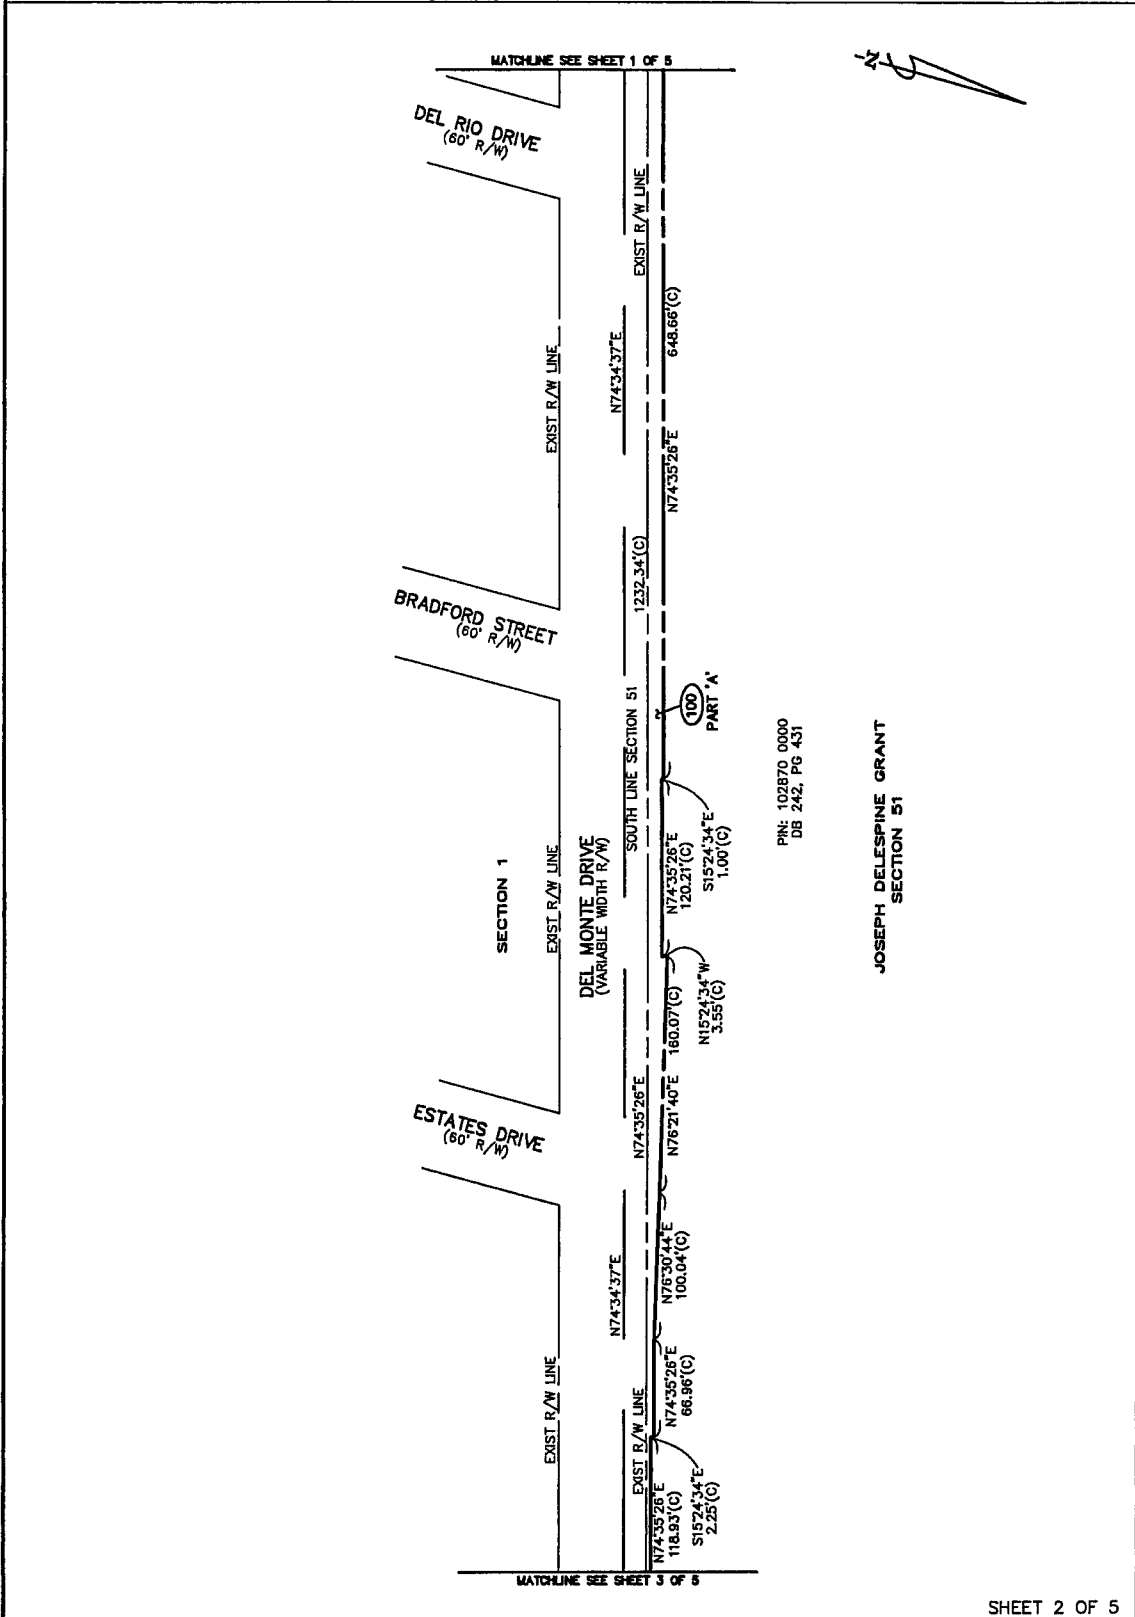 MATCHLINE SEE SHEET 1 OF 5
-N-
DEL RIO DRIVE
(60' R/W)
EXIST R/W LINE
EXIST R/W LINE
N74°34'37"E
648.66'(C)
N74°35'26"E
1232.34'(C)
BRADFORD STREET
(60' R/W)
SOUTH LINE SECTION 51
100
PART "A"
PIN: 102870 0000
DB 242, PG 431
JOSEPH DELESPINE GRANT
SECTION 51
SECTION 1
EXIST R/W LINE
DEL MONTE DRIVE
(VARIABLE WIDTH R/W)
N74°35'26"E
120.21'(C)
S15°24'34"E
1.00'(C)
N15°24'34"W
3.55'(C)
160.07'(C)
N76°21'40"E
N74°35'26"E
ESTATES DRIVE
(60' R/W)
N74°34'37"E
N76°30'44"E
100.04'(C)
EXIST R/W LINE
EXIST R/W LINE
N74°35'26"E
66.96'(C)
N74°35'26"E
118.93'(C)
S15°24'34"E
2.25'(C)
MATCHLINE SEE SHEET 3 OF 5
SHEET 2 OF 5